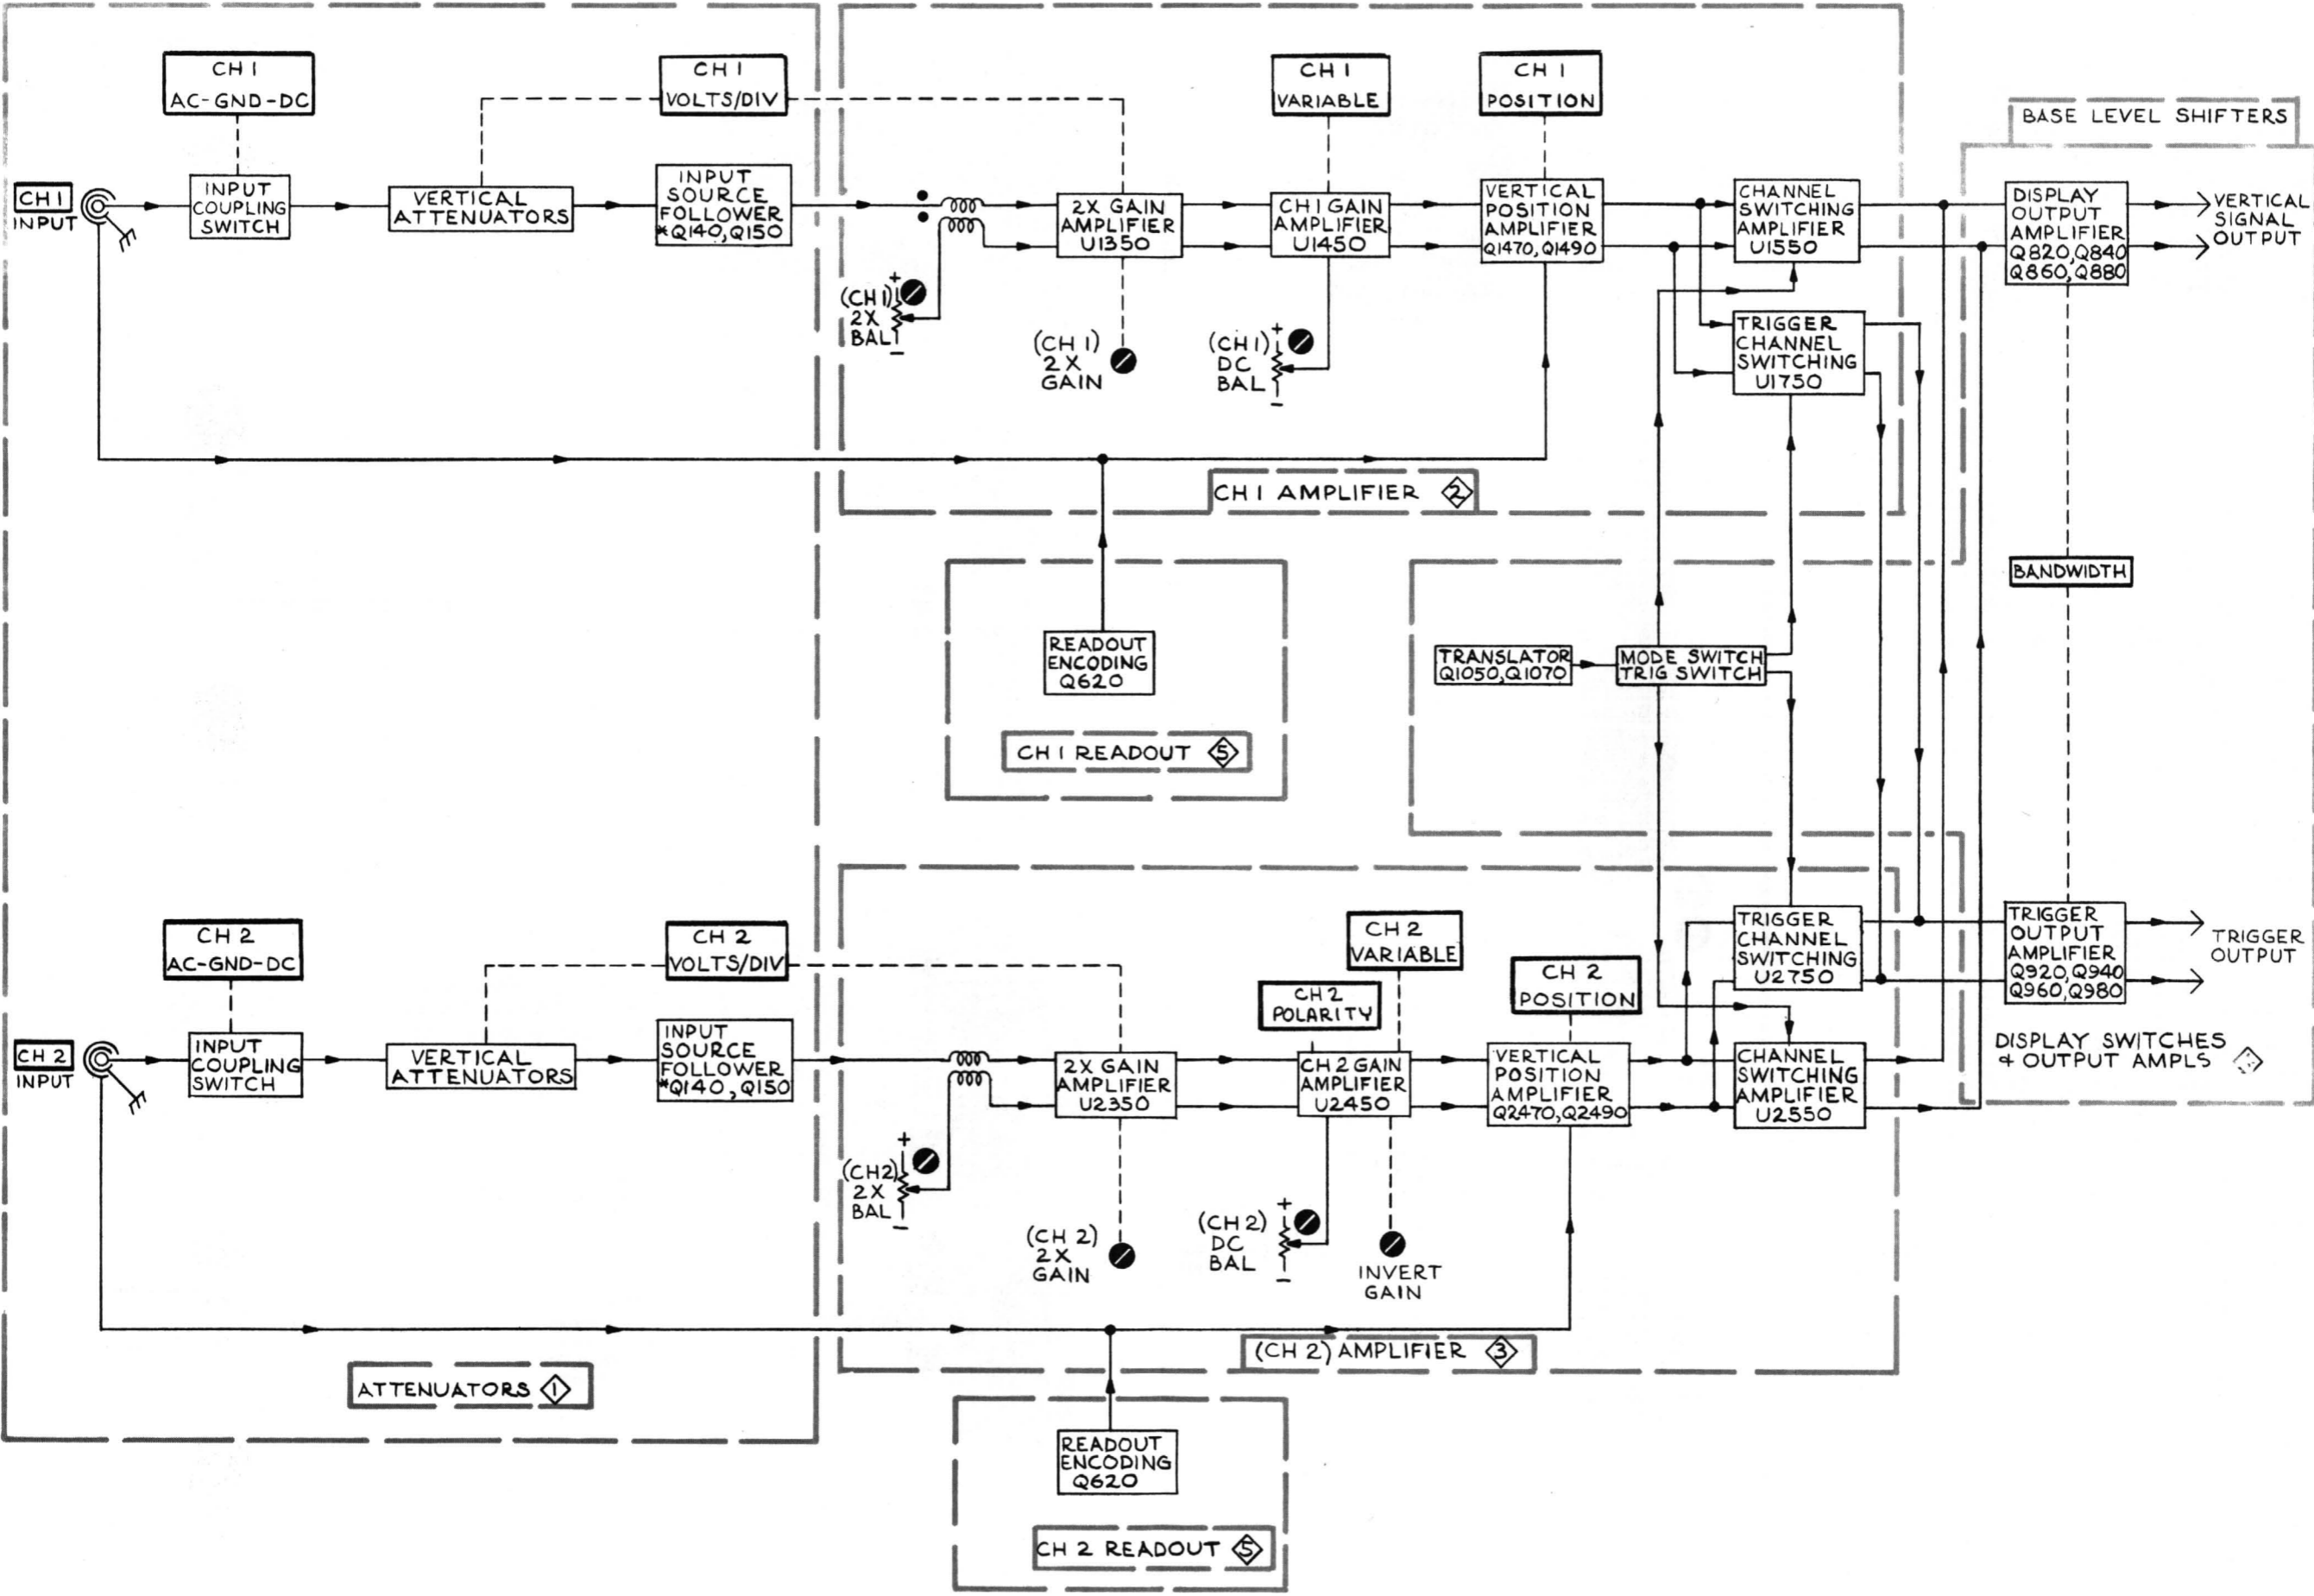 CH 1
AC-GND-DC
CH 1
VOLTS/DIV
CH 1
VARIABLE
CH 1
POSITION
BASE LEVEL SHIFTERS
CH 1
INPUT
INPUT
COUPLING
SWITCH
VERTICAL
ATTENUATORS
INPUT
SOURCE
FOLLOWER
*Q140, Q150
2X GAIN
AMPLIFIER
U1350
CH 1 GAIN
AMPLIFIER
U1450
VERTICAL
POSITION
AMPLIFIER
Q1470, Q1490
CHANNEL
SWITCHING
AMPLIFIER
U1550
DISPLAY
OUTPUT
AMPLIFIER
Q820, Q840
Q860, Q880
VERTICAL
SIGNAL
OUTPUT
+
(CH 1)
2X
BAL
–
(CH 1)
2X
GAIN
+
(CH 1)
DC
BAL
–
TRIGGER
CHANNEL
SWITCHING
U1750
CH 1 AMPLIFIER 2
BANDWIDTH
READOUT
ENCODING
Q620
CH 1 READOUT 5
TRANSLATOR
Q1050, Q1070
MODE SWITCH
TRIG SWITCH
CH 2
AC-GND-DC
CH 2
VOLTS/DIV
CH 2
VARIABLE
CH 2
POLARITY
CH 2
POSITION
TRIGGER
CHANNEL
SWITCHING
U2750
TRIGGER
OUTPUT
AMPLIFIER
Q920, Q940
Q960, Q980
TRIGGER
OUTPUT
DISPLAY SWITCHES
& OUTPUT AMPLS
CH 2
INPUT
INPUT
COUPLING
SWITCH
VERTICAL
ATTENUATORS
INPUT
SOURCE
FOLLOWER
*Q140, Q150
2X GAIN
AMPLIFIER
U2350
CH 2 GAIN
AMPLIFIER
U2450
VERTICAL
POSITION
AMPLIFIER
Q2470, Q2490
CHANNEL
SWITCHING
AMPLIFIER
U2550
+
(CH 2)
2X
BAL
–
(CH 2)
2X
GAIN
+
(CH 2)
DC
BAL
–
INVERT
GAIN
(CH 2) AMPLIFIER 3
ATTENUATORS 1
READOUT
ENCODING
Q620
CH 2 READOUT 5